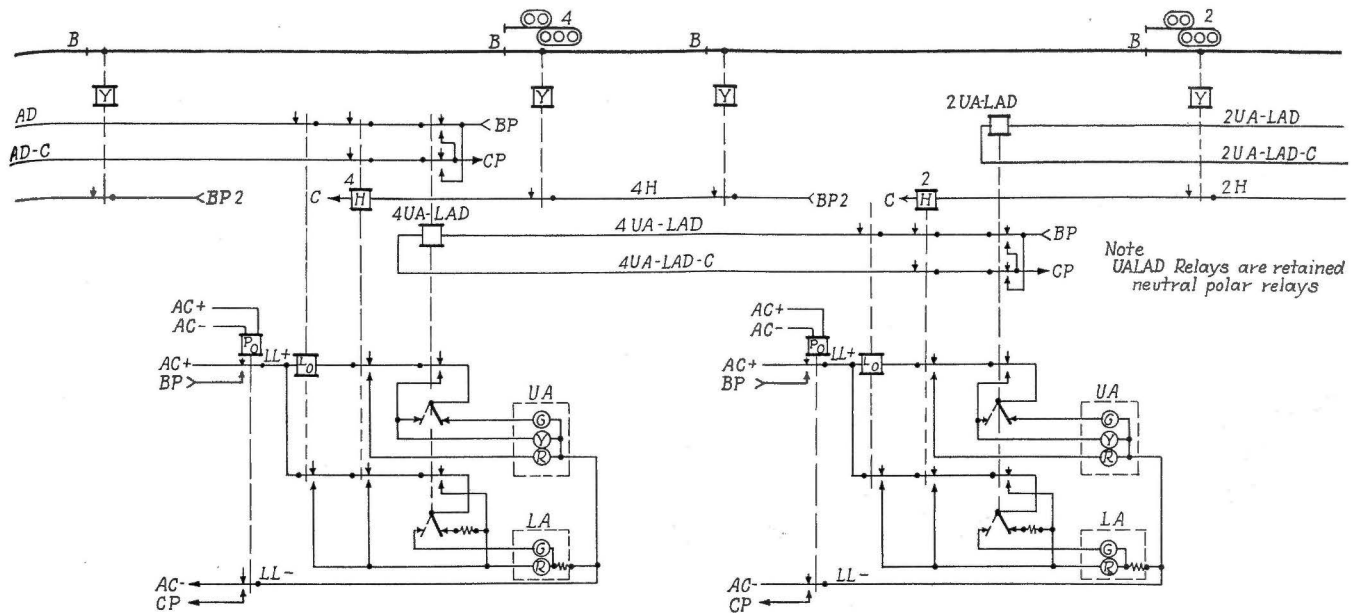 4 2
B B B B
Y Y Y Y
2UA-LAD
AD BP 2UA-LAD
AD-C CP 2UA-LAD-C
4 2
BP2 C H 4H BP2 C H 2H
4UA-LAD 4UA-LAD BP
4UA-LAD-C CP
Note
UALAD Relays are retained
neutral polar relays
AC+ AC+
AC- AC-
PO PO
AC+ LL+ LO AC+ LL+ LO
BP BP
UA UA
G G
Y Y
R R
LA LA
G G
R R
AC- LL- AC- LL-
CP CP